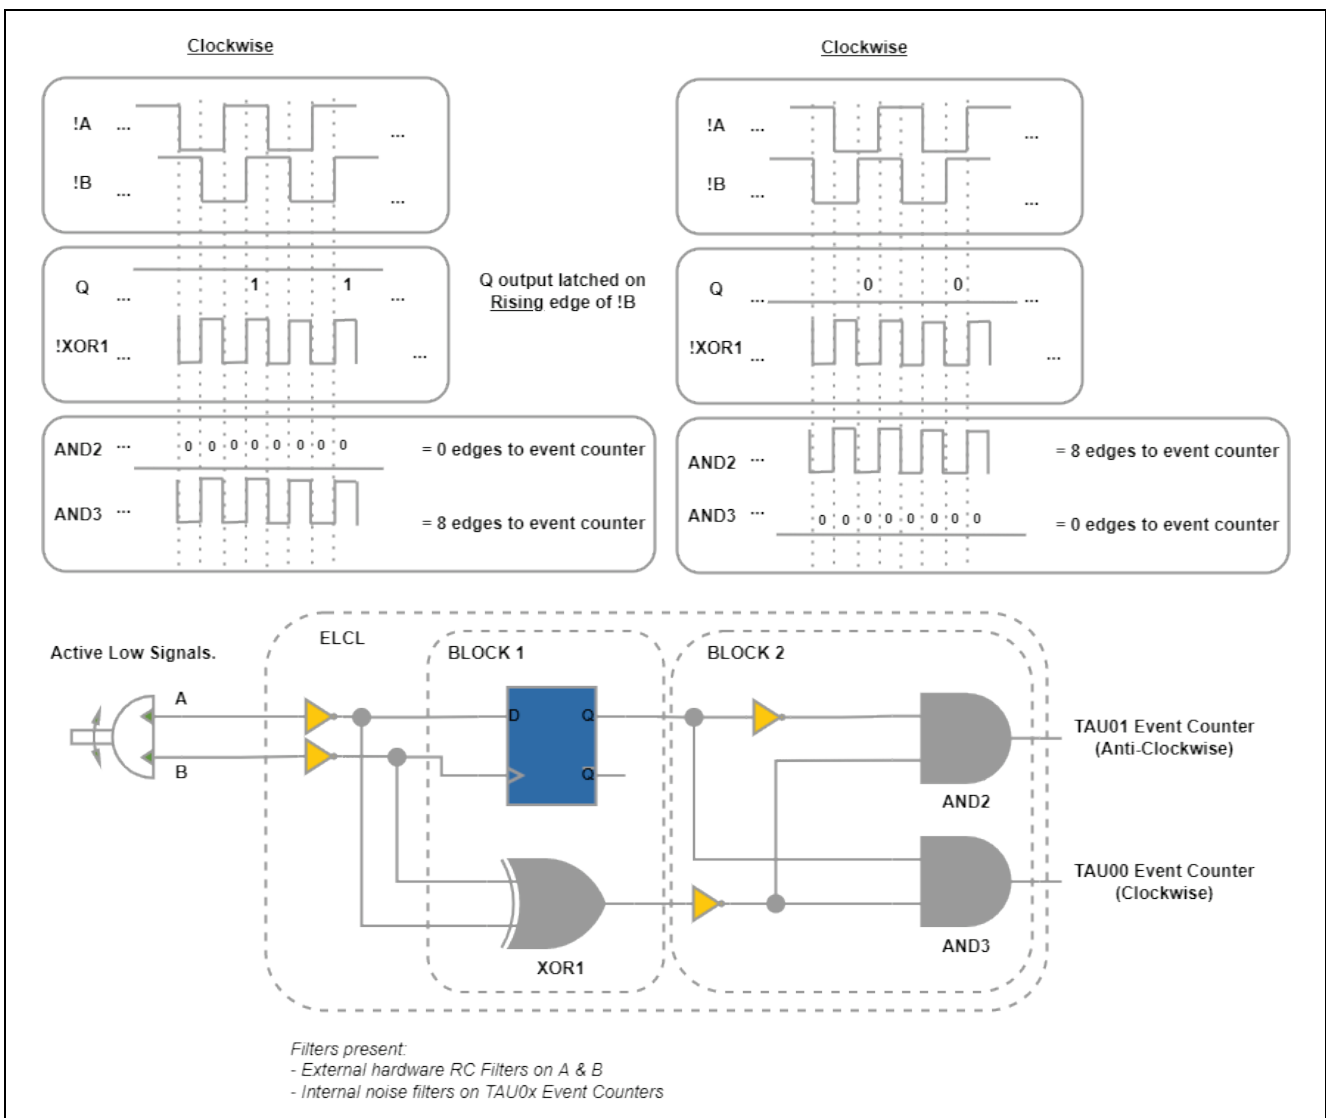 Clockwise
!A ... ...
!B ... ...
Q ... 1 1 ...
!XOR1 ... ...
AND2 ... 0 0 0 0 0 0 0 0 = 0 edges to event counter
AND3 ... = 8 edges to event counter
Q output latched on
Rising edge of !B
Clockwise
!A ... ...
!B ... ...
Q ... 0 0 ...
!XOR1 ... ...
AND2 ... = 8 edges to event counter
AND3 ... 0 0 0 0 0 0 0 0 = 0 edges to event counter
Active Low Signals.
A
B
ELCL
BLOCK 1
D Q
Q
XOR1
BLOCK 2
AND2
AND3
TAU01 Event Counter
(Anti-Clockwise)
TAU00 Event Counter
(Clockwise)
Filters present:
- External hardware RC Filters on A & B
- Internal noise filters on TAU0x Event Counters